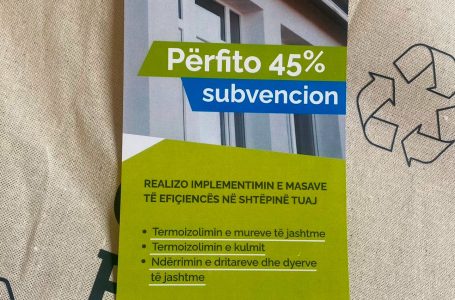 Përfito 45%
subvencion
REALIZO IMPLEMENTIMIN E MASAVE
TË EFIÇIENCËS NË SHTËPINË TUAJ
• Termoizolimin e mureve të jashtme
• Termoizolimin e kulmit
• Ndërrimin e dritareve dhe dyerve
të jashtme